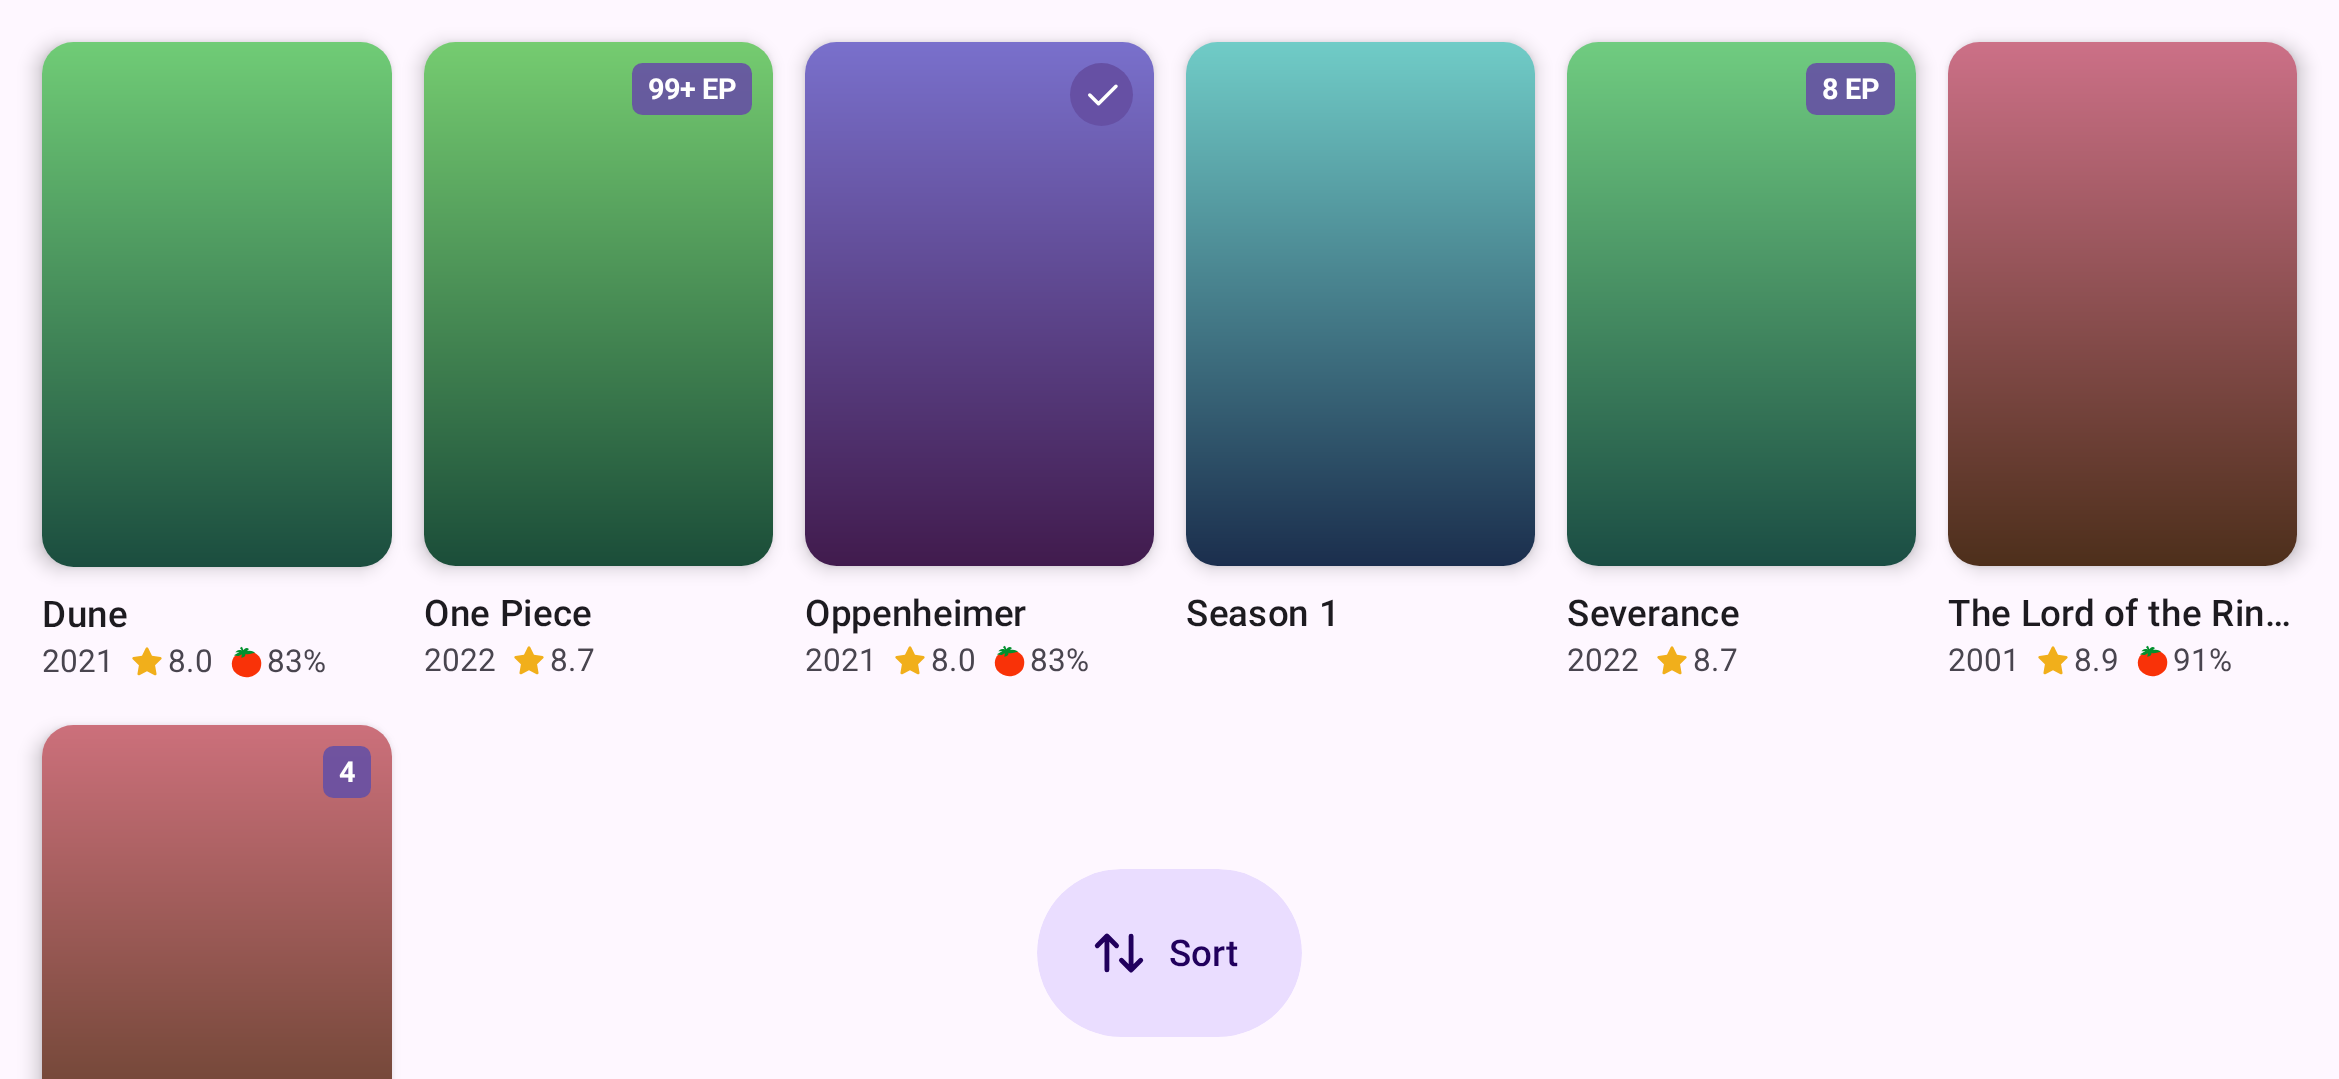 99+ EP
8 EP
Dune
2021 8.0 83%
One Piece
2022 8.7
Oppenheimer
2021 8.0 83%
Season 1
Severance
2022 8.7
The Lord of the Rin...
2001 8.9 91%
4
Sort